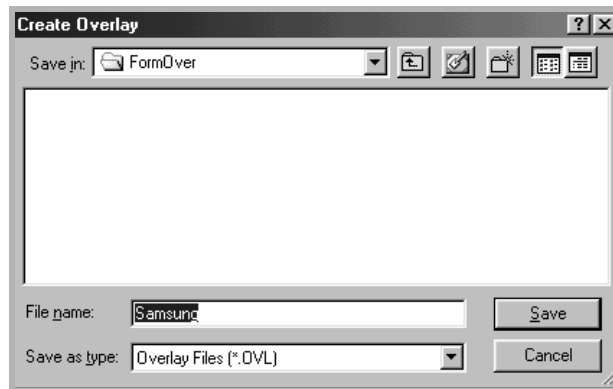 Create Overlay
Save in: FormOver
File name: Samsung
Save
Save as type: Overlay Files (*.OVL)
Cancel